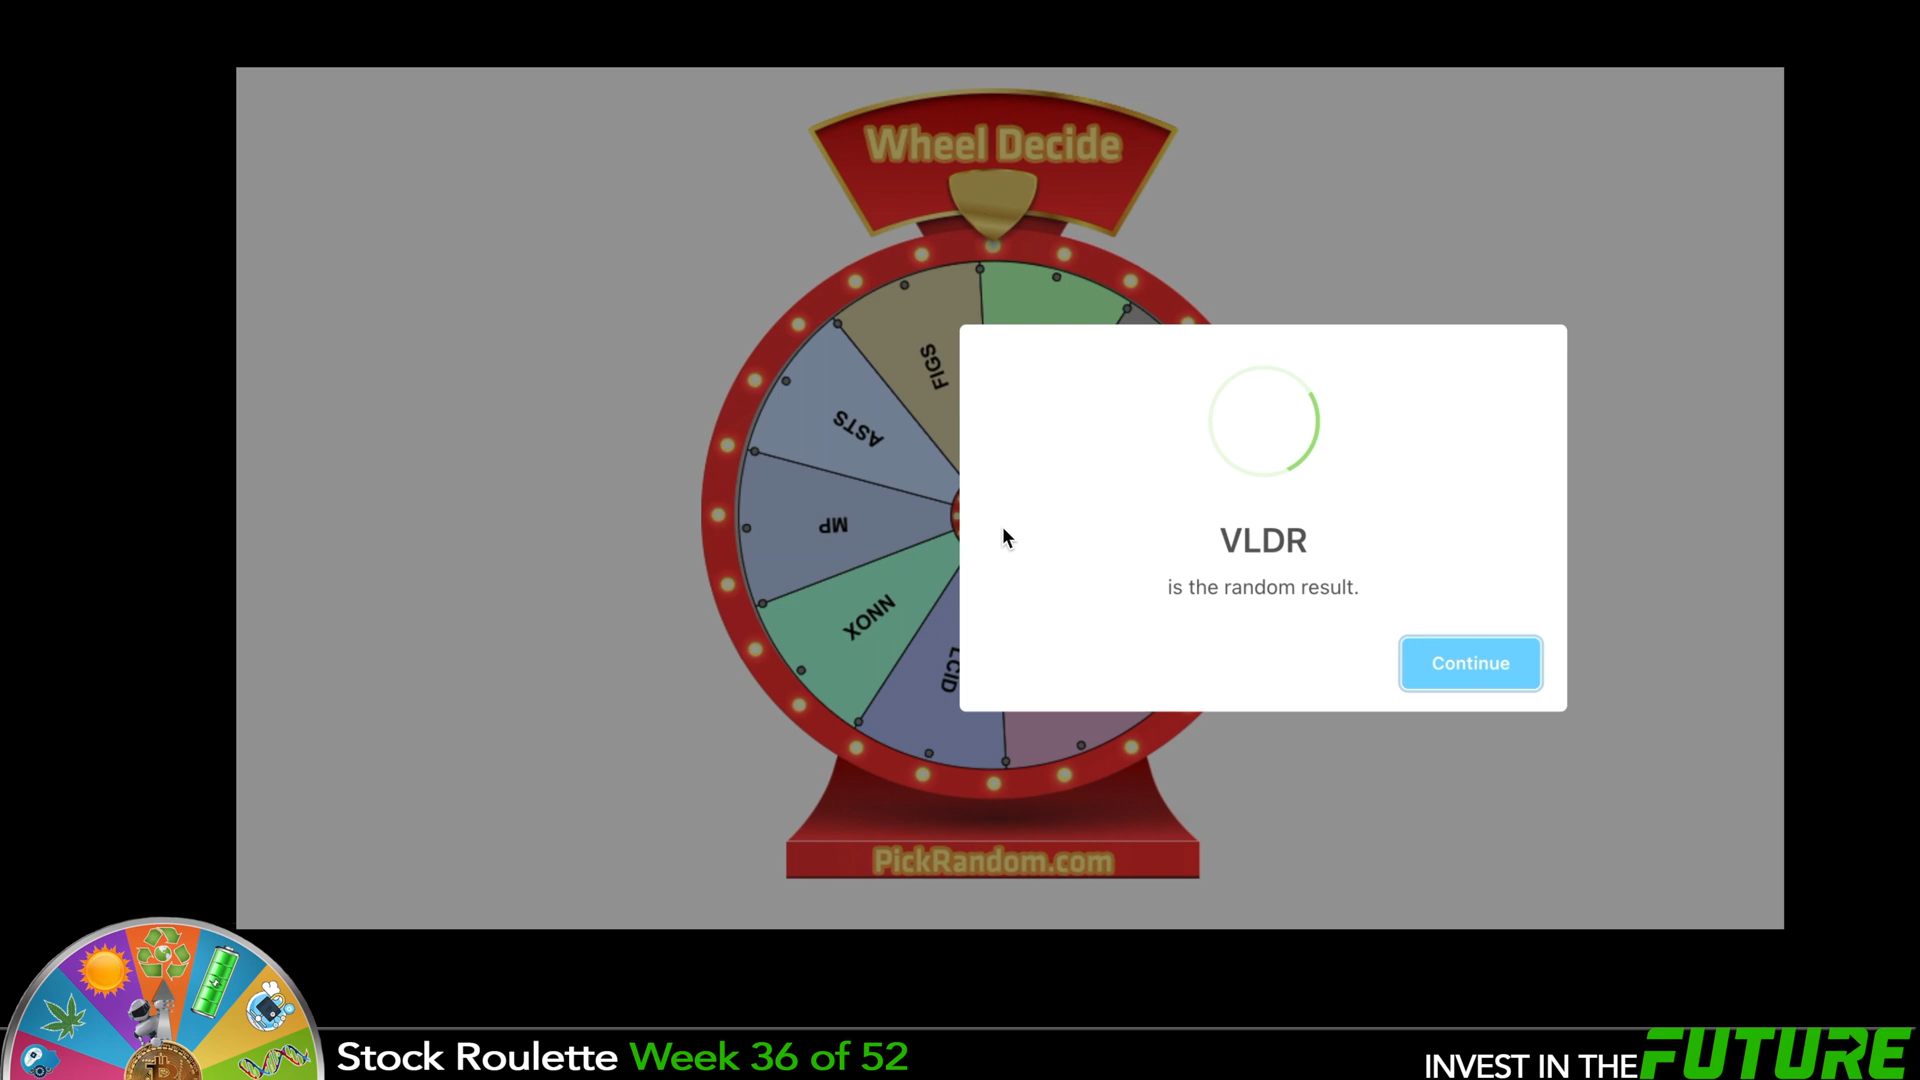 Wheel Decide
FIGS
ASTS
MP
NNOX
LCID
VLDR
is the random result.
Continue
PickRandom.com
Stock Roulette Week 36 of 52
INVEST IN THE FUTURE